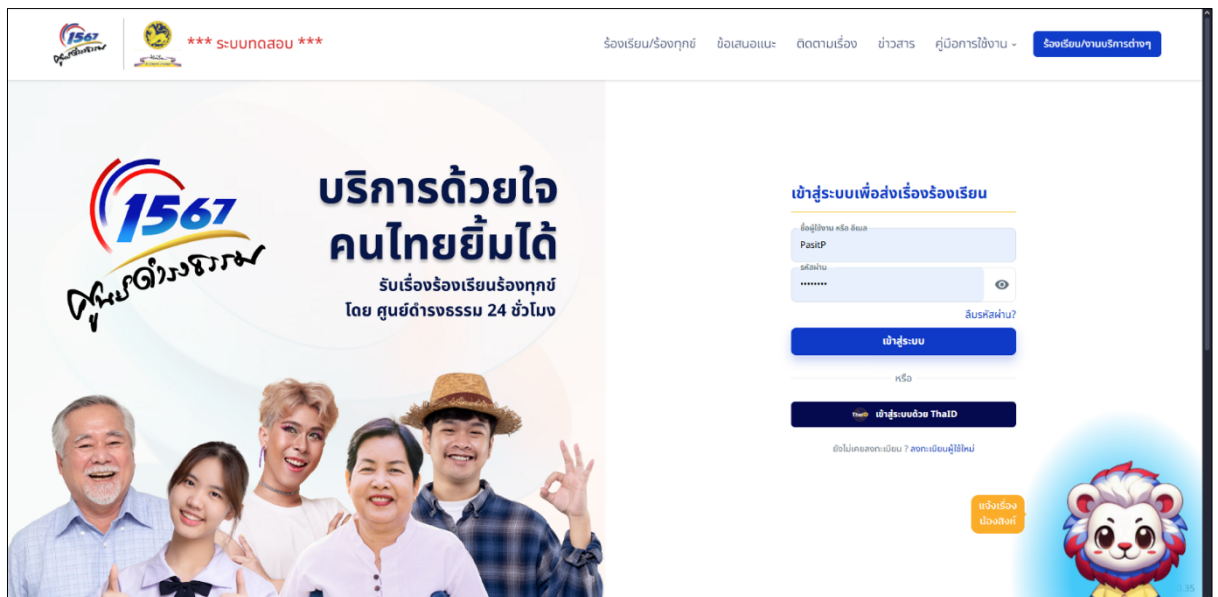 1567
ศูนย์ดำรงธรรม
*** ระบบทดสอบ ***
ร้องเรียน/ร้องทุกข์
ข้อเสนอแนะ
ติดตามเรื่อง
ข่าวสาร
คู่มือการใช้งาน
ร้องเรียน/งานบริการต่างๆ
1567
ศูนย์ดำรงธรรม
บริการด้วยใจ
คนไทยยิ้มได้
รับเรื่องร้องเรียนร้องทุกข์
โดย ศูนย์ดำรงธรรม 24 ชั่วโมง
เข้าสู่ระบบเพื่อส่งเรื่องร้องเรียน
ชื่อผู้ใช้งาน หรือ อีเมล
PasitP
รหัสผ่าน
••••••••
ลืมรหัสผ่าน?
เข้าสู่ระบบ
หรือ
ThaiD เข้าสู่ระบบด้วย ThaID
ยังไม่เคยลงทะเบียน ? ลงทะเบียนผู้ใช้ใหม่
แจ้งเรื่อง
น้องสิงห์